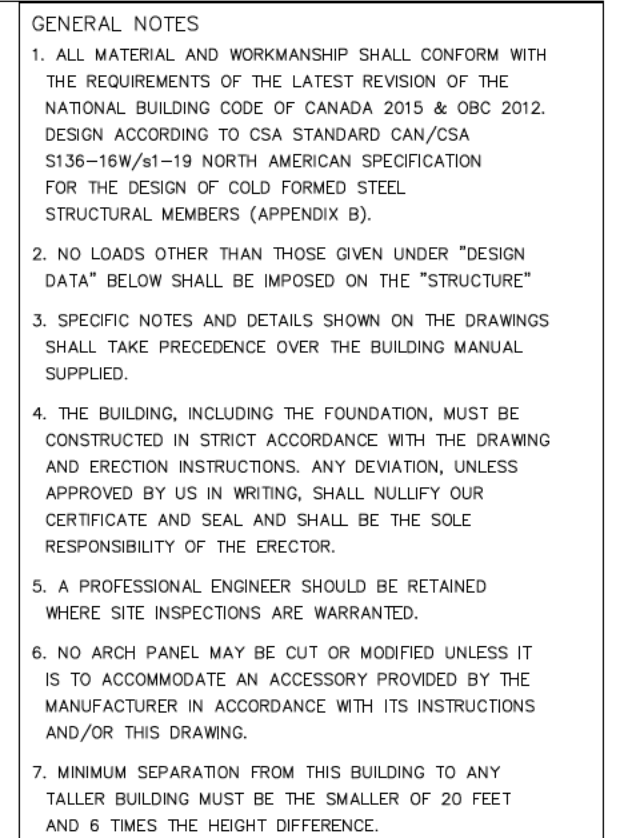 GENERAL NOTES
1. ALL MATERIAL AND WORKMANSHIP SHALL CONFORM WITH
THE REQUIREMENTS OF THE LATEST REVISION OF THE
NATIONAL BUILDING CODE OF CANADA 2015 & OBC 2012.
DESIGN ACCORDING TO CSA STANDARD CAN/CSA
S136-16W/s1-19 NORTH AMERICAN SPECIFICATION
FOR THE DESIGN OF COLD FORMED STEEL
STRUCTURAL MEMBERS (APPENDIX B).
2. NO LOADS OTHER THAN THOSE GIVEN UNDER "DESIGN
DATA" BELOW SHALL BE IMPOSED ON THE "STRUCTURE"
3. SPECIFIC NOTES AND DETAILS SHOWN ON THE DRAWINGS
SHALL TAKE PRECEDENCE OVER THE BUILDING MANUAL
SUPPLIED.
4. THE BUILDING, INCLUDING THE FOUNDATION, MUST BE
CONSTRUCTED IN STRICT ACCORDANCE WITH THE DRAWING
AND ERECTION INSTRUCTIONS. ANY DEVIATION, UNLESS
APPROVED BY US IN WRITING, SHALL NULLIFY OUR
CERTIFICATE AND SEAL AND SHALL BE THE SOLE
RESPONSIBILITY OF THE ERECTOR.
5. A PROFESSIONAL ENGINEER SHOULD BE RETAINED
WHERE SITE INSPECTIONS ARE WARRANTED.
6. NO ARCH PANEL MAY BE CUT OR MODIFIED UNLESS IT
IS TO ACCOMMODATE AN ACCESSORY PROVIDED BY THE
MANUFACTURER IN ACCORDANCE WITH ITS INSTRUCTIONS
AND/OR THIS DRAWING.
7. MINIMUM SEPARATION FROM THIS BUILDING TO ANY
TALLER BUILDING MUST BE THE SMALLER OF 20 FEET
AND 6 TIMES THE HEIGHT DIFFERENCE.